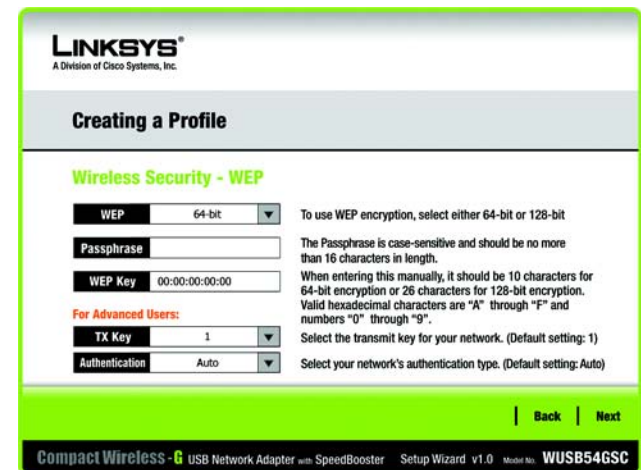 LINKSYS®
A Division of Cisco Systems, Inc.
Creating a Profile
Wireless Security - WEP
WEP 64-bit To use WEP encryption, select either 64-bit or 128-bit
Passphrase The Passphrase is case-sensitive and should be no more
than 16 characters in length.
WEP Key 00:00:00:00:00 When entering this manually, it should be 10 characters for
64-bit encryption or 26 characters for 128-bit encryption.
Valid hexadecimal characters are “A” through “F” and
numbers “0” through “9”.
For Advanced Users:
TX Key 1 Select the transmit key for your network. (Default setting: 1)
Authentication Auto Select your network's authentication type. (Default setting: Auto)
Back Next
Compact Wireless-G USB Network Adapter with SpeedBooster Setup Wizard v1.0 Model No. WUSB54GSC